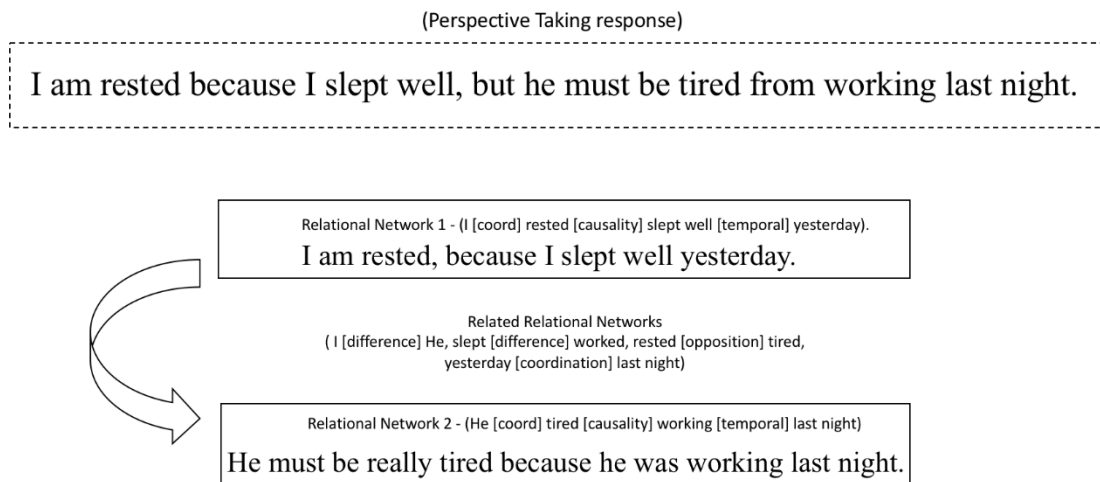 (Perspective Taking response)
I am rested because I slept well, but he must be tired from working last night.
Relational Network 1 - (I [coord] rested [causality] slept well [temporal] yesterday).
I am rested, because I slept well yesterday.
Related Relational Networks
( I [difference] He, slept [difference] worked, rested [opposition] tired,
yesterday [coordination] last night)
Relational Network 2 - (He [coord] tired [causality] working [temporal] last night)
He must be really tired because he was working last night.